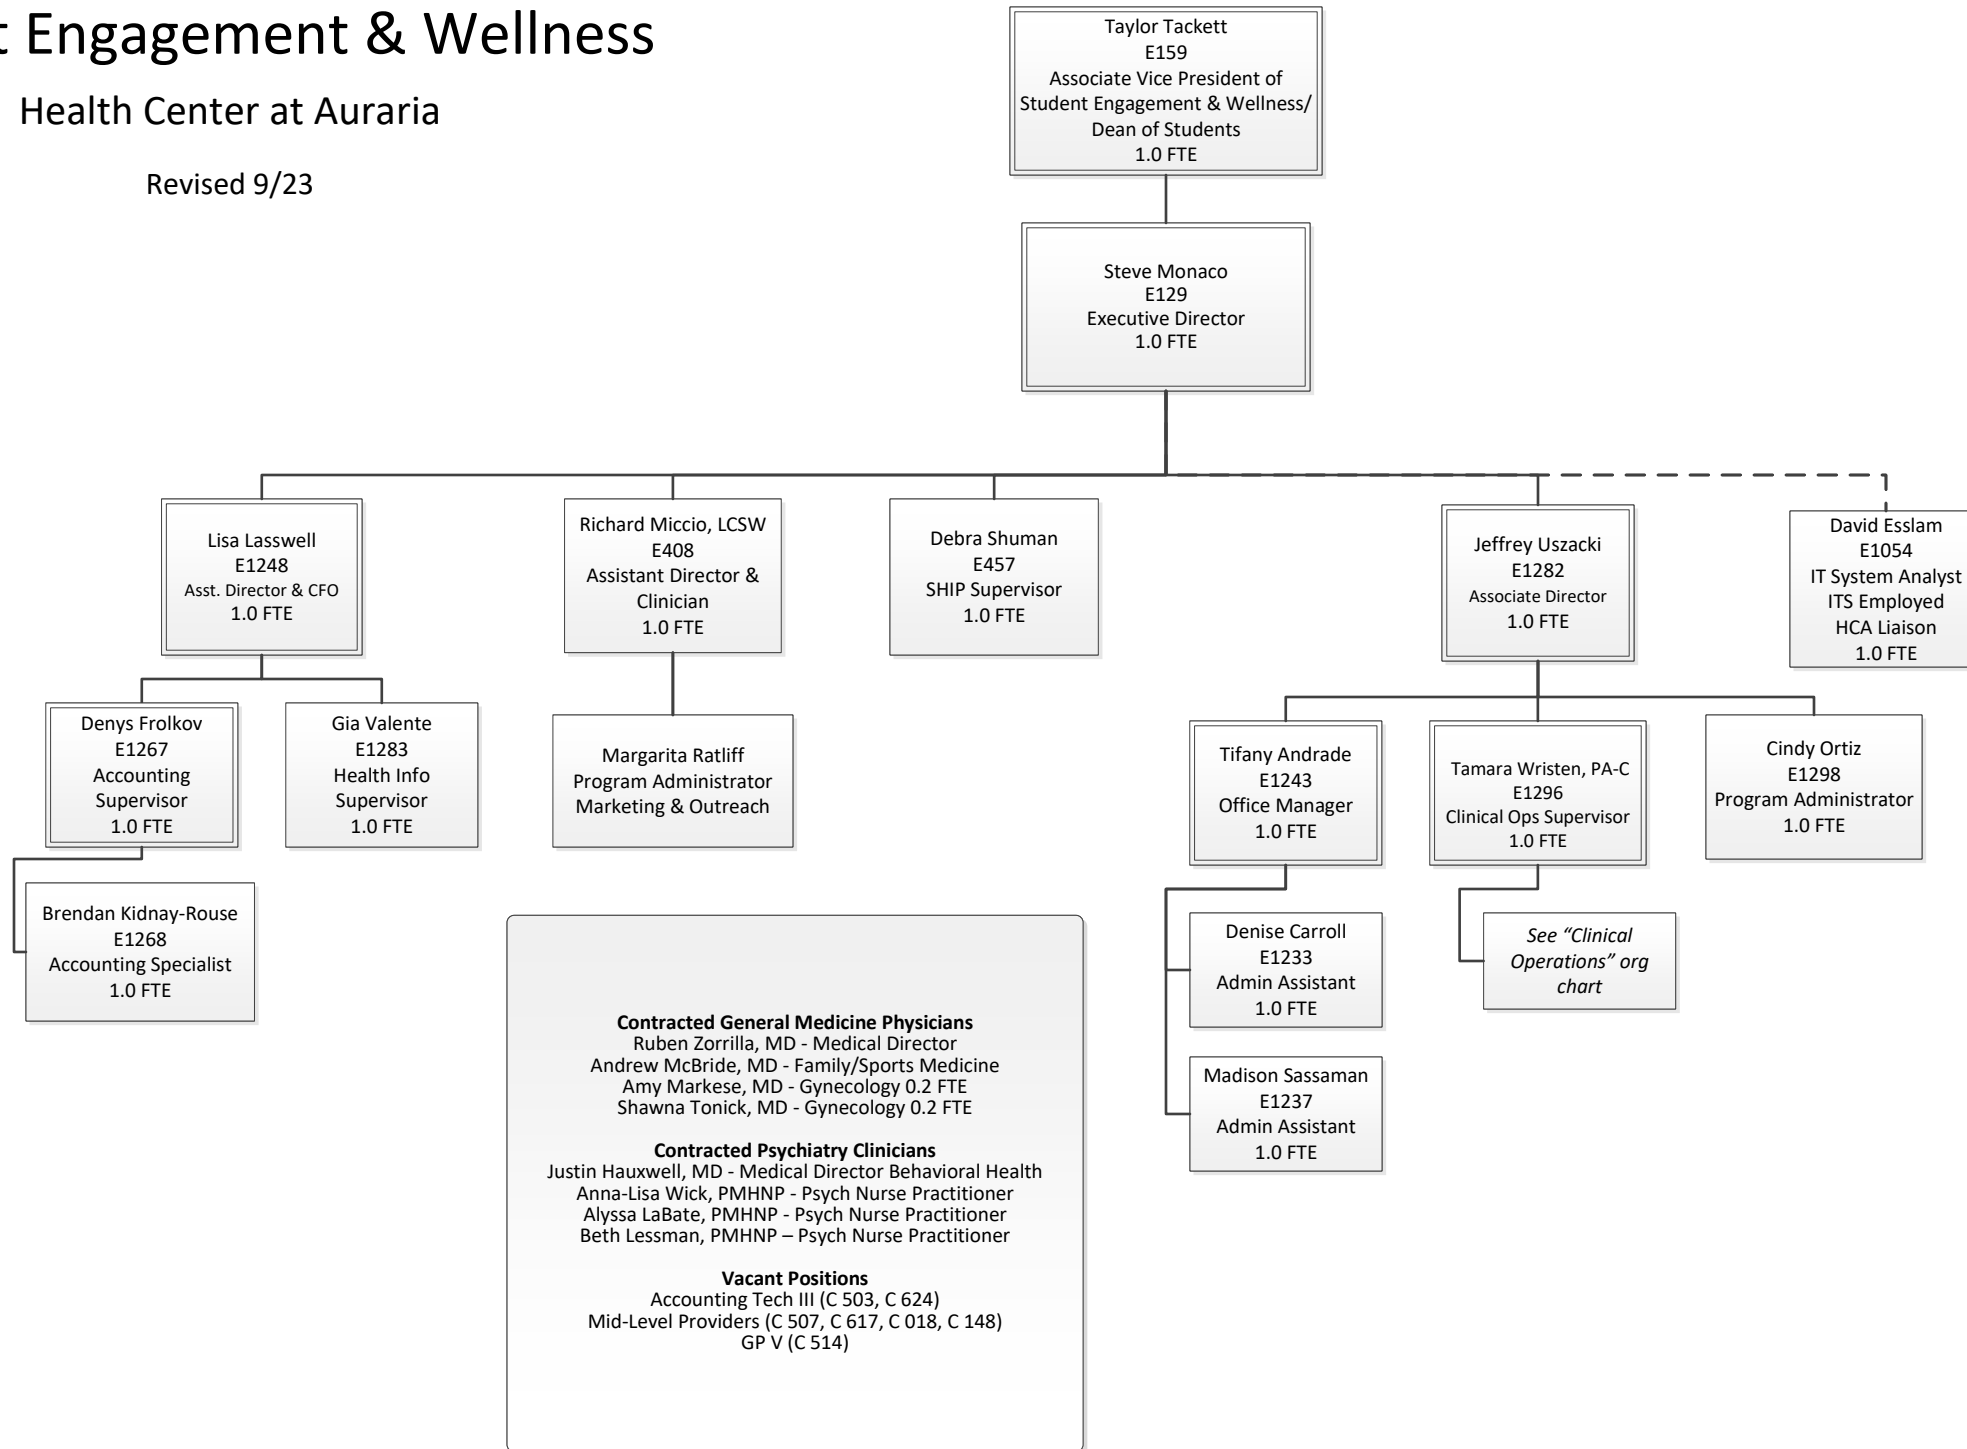 Engagement & Wellness
Health Center at Auraria
Revised 9/23
Taylor Tackett
E159
Associate Vice President of
Student Engagement & Wellness/
Dean of Students
1.0 FTE
Steve Monaco
E129
Executive Director
1.0 FTE
Lisa Lasswell
E1248
Asst. Director & CFO
1.0 FTE
Richard Miccio, LCSW
E408
Assistant Director &
Clinician
1.0 FTE
Debra Shuman
E457
SHIP Supervisor
1.0 FTE
Jeffrey Uszacki
E1282
Associate Director
1.0 FTE
David Esslam
E1054
IT System Analyst
ITS Employed
HCA Liaison
1.0 FTE
Denys Frolkov
E1267
Accounting
Supervisor
1.0 FTE
Gia Valente
E1283
Health Info
Supervisor
1.0 FTE
Margarita Ratliff
Program Administrator
Marketing & Outreach
Tifany Andrade
E1243
Office Manager
1.0 FTE
Tamara Wristen, PA-C
E1296
Clinical Ops Supervisor
1.0 FTE
Cindy Ortiz
E1298
Program Administrator
1.0 FTE
Brendan Kidnay-Rouse
E1268
Accounting Specialist
1.0 FTE
Denise Carroll
E1233
Admin Assistant
1.0 FTE
See “Clinical
Operations” org
chart
Madison Sassaman
E1237
Admin Assistant
1.0 FTE
Contracted General Medicine Physicians
Ruben Zorrilla, MD - Medical Director
Andrew McBride, MD - Family/Sports Medicine
Amy Markese, MD - Gynecology 0.2 FTE
Shawna Tonick, MD - Gynecology 0.2 FTE
Contracted Psychiatry Clinicians
Justin Hauxwell, MD - Medical Director Behavioral Health
Anna-Lisa Wick, PMHNP - Psych Nurse Practitioner
Alyssa LaBate, PMHNP - Psych Nurse Practitioner
Beth Lessman, PMHNP – Psych Nurse Practitioner
Vacant Positions
Accounting Tech III (C 503, C 624)
Mid-Level Providers (C 507, C 617, C 018, C 148)
GP V (C 514)